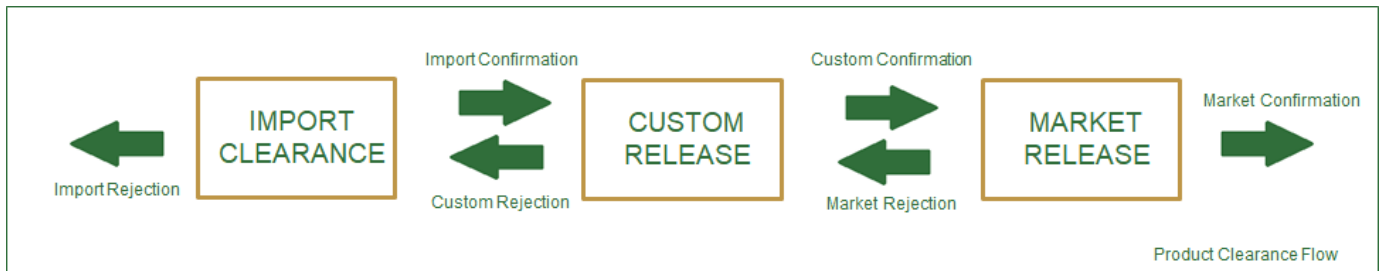 Import Confirmation
Custom Confirmation
Market Confirmation
IMPORT
CLEARANCE
CUSTOM
RELEASE
MARKET
RELEASE
Import Rejection
Custom Rejection
Market Rejection
Product Clearance Flow